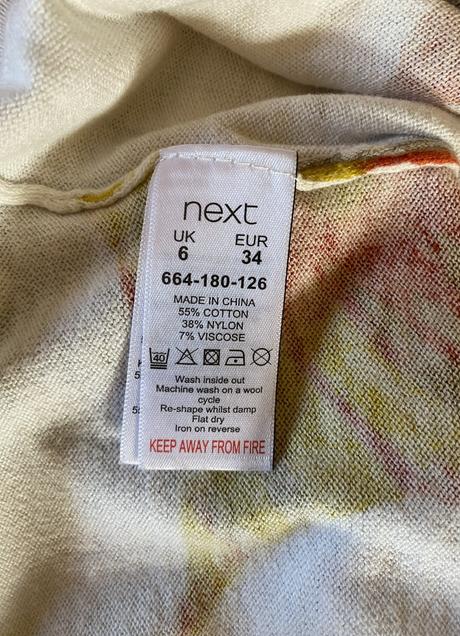 next
UK EUR
6 34
664-180-126
MADE IN CHINA
55% COTTON
38% NYLON
7% VISCOSE
40
Wash inside out
Machine wash on a wool
cycle
Re-shape whilst damp
Flat dry
Iron on reverse
KEEP AWAY FROM FIRE